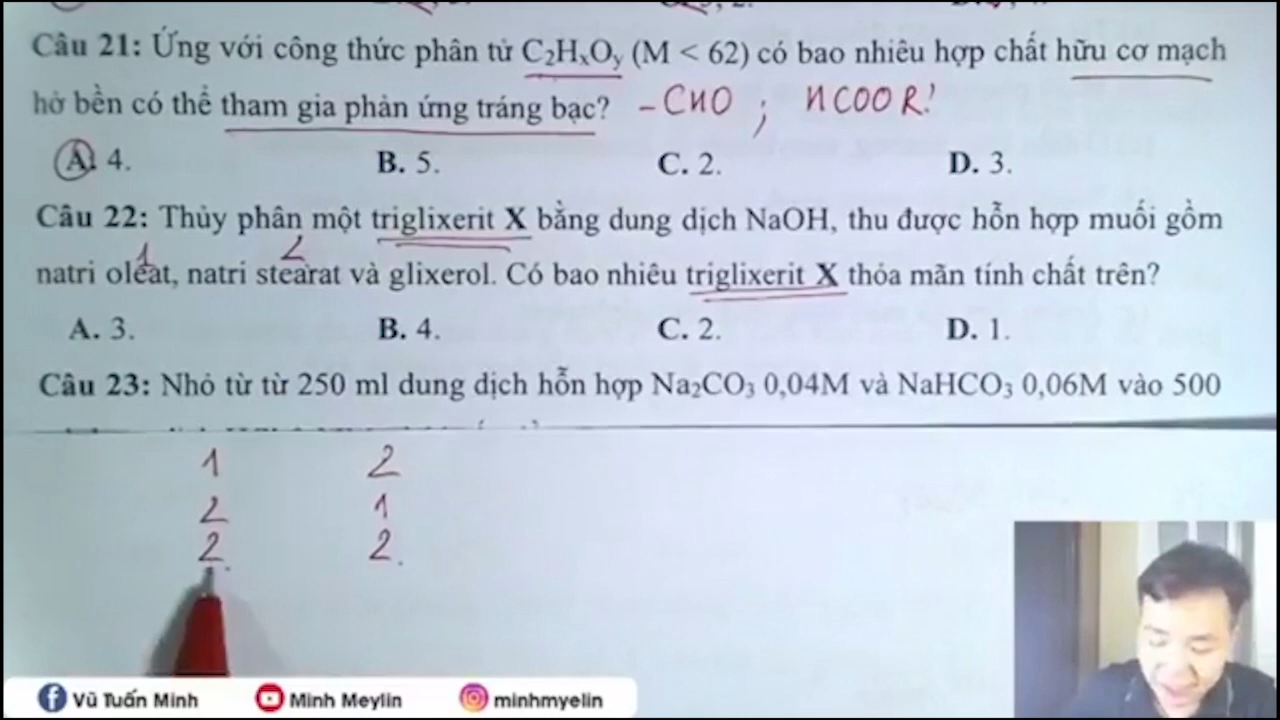 Câu 21: Ứng với công thức phân tử C₂HₓOᵧ (M < 62) có bao nhiêu hợp chất hữu cơ mạch
hở bền có thể tham gia phản ứng tráng bạc? -CHO ; HCOOR!
A. 4. B. 5. C. 2. D. 3.
Câu 22: Thủy phân một triglixerit X bằng dung dịch NaOH, thu được hỗn hợp muối gồm
1 2
natri oleat, natri stearat và glixerol. Có bao nhiêu triglixerit X thỏa mãn tính chất trên?
A. 3. B. 4. C. 2. D. 1.
Câu 23: Nhỏ từ từ 250 ml dung dịch hỗn hợp Na₂CO₃ 0,04M và NaHCO₃ 0,06M vào 500
1 2
2 1
2. 2.
Vũ Tuấn Minh Minh Meylin minhmyelin